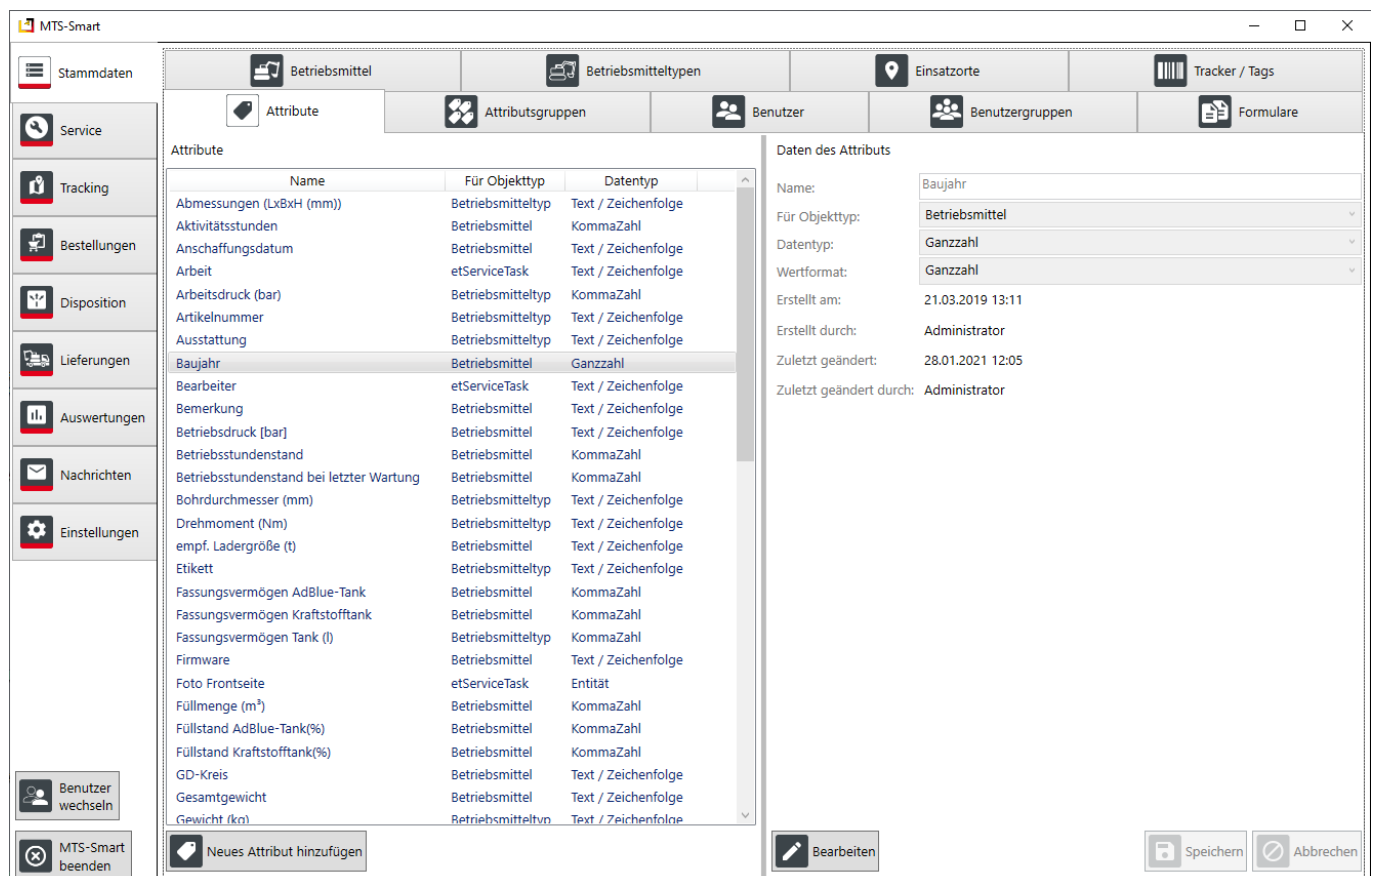 MTS-Smart
Stammdaten
Service
Tracking
Bestellungen
Disposition
Lieferungen
Auswertungen
Nachrichten
Einstellungen
Benutzer
wechseln
MTS-Smart
beenden
Betriebsmittel Betriebsmitteltypen Einsatzorte Tracker / Tags
Attribute Attributsgruppen Benutzer Benutzergruppen Formulare
Attribute
Name Für Objekttyp Datentyp
Abmessungen (LxBxH (mm)) Betriebsmitteltyp Text / Zeichenfolge
Aktivitätsstunden Betriebsmittel KommaZahl
Anschaffungsdatum Betriebsmittel Text / Zeichenfolge
Arbeit etServiceTask Text / Zeichenfolge
Arbeitsdruck (bar) Betriebsmitteltyp KommaZahl
Artikelnummer Betriebsmitteltyp Text / Zeichenfolge
Ausstattung Betriebsmitteltyp Text / Zeichenfolge
Baujahr Betriebsmittel Ganzzahl
Bearbeiter etServiceTask Text / Zeichenfolge
Bemerkung Betriebsmittel Text / Zeichenfolge
Betriebsdruck [bar] Betriebsmittel Text / Zeichenfolge
Betriebsstundenstand Betriebsmittel KommaZahl
Betriebsstundenstand bei letzter Wartung Betriebsmittel KommaZahl
Bohrdurchmesser (mm) Betriebsmitteltyp Text / Zeichenfolge
Drehmoment (Nm) Betriebsmitteltyp Text / Zeichenfolge
empf. Ladergröße (t) Betriebsmittel Text / Zeichenfolge
Etikett Betriebsmitteltyp Text / Zeichenfolge
Fassungsvermögen AdBlue-Tank Betriebsmittel KommaZahl
Fassungsvermögen Kraftstofftank Betriebsmittel KommaZahl
Fassungsvermögen Tank (l) Betriebsmitteltyp KommaZahl
Firmware Betriebsmittel Text / Zeichenfolge
Foto Frontseite etServiceTask Entität
Füllmenge (m³) Betriebsmittel KommaZahl
Füllstand AdBlue-Tank(%) Betriebsmittel KommaZahl
Füllstand Kraftstofftank(%) Betriebsmittel KommaZahl
GD-Kreis Betriebsmittel Text / Zeichenfolge
Gesamtgewicht Betriebsmittel Text / Zeichenfolge
Gewicht (kg) Betriebsmitteltyp Text / Zeichenfolge
Neues Attribut hinzufügen
Daten des Attributs
Name: Baujahr
Für Objekttyp: Betriebsmittel
Datentyp: Ganzzahl
Wertformat: Ganzzahl
Erstellt am: 21.03.2019 13:11
Erstellt durch: Administrator
Zuletzt geändert: 28.01.2021 12:05
Zuletzt geändert durch: Administrator
Bearbeiten Speichern Abbrechen